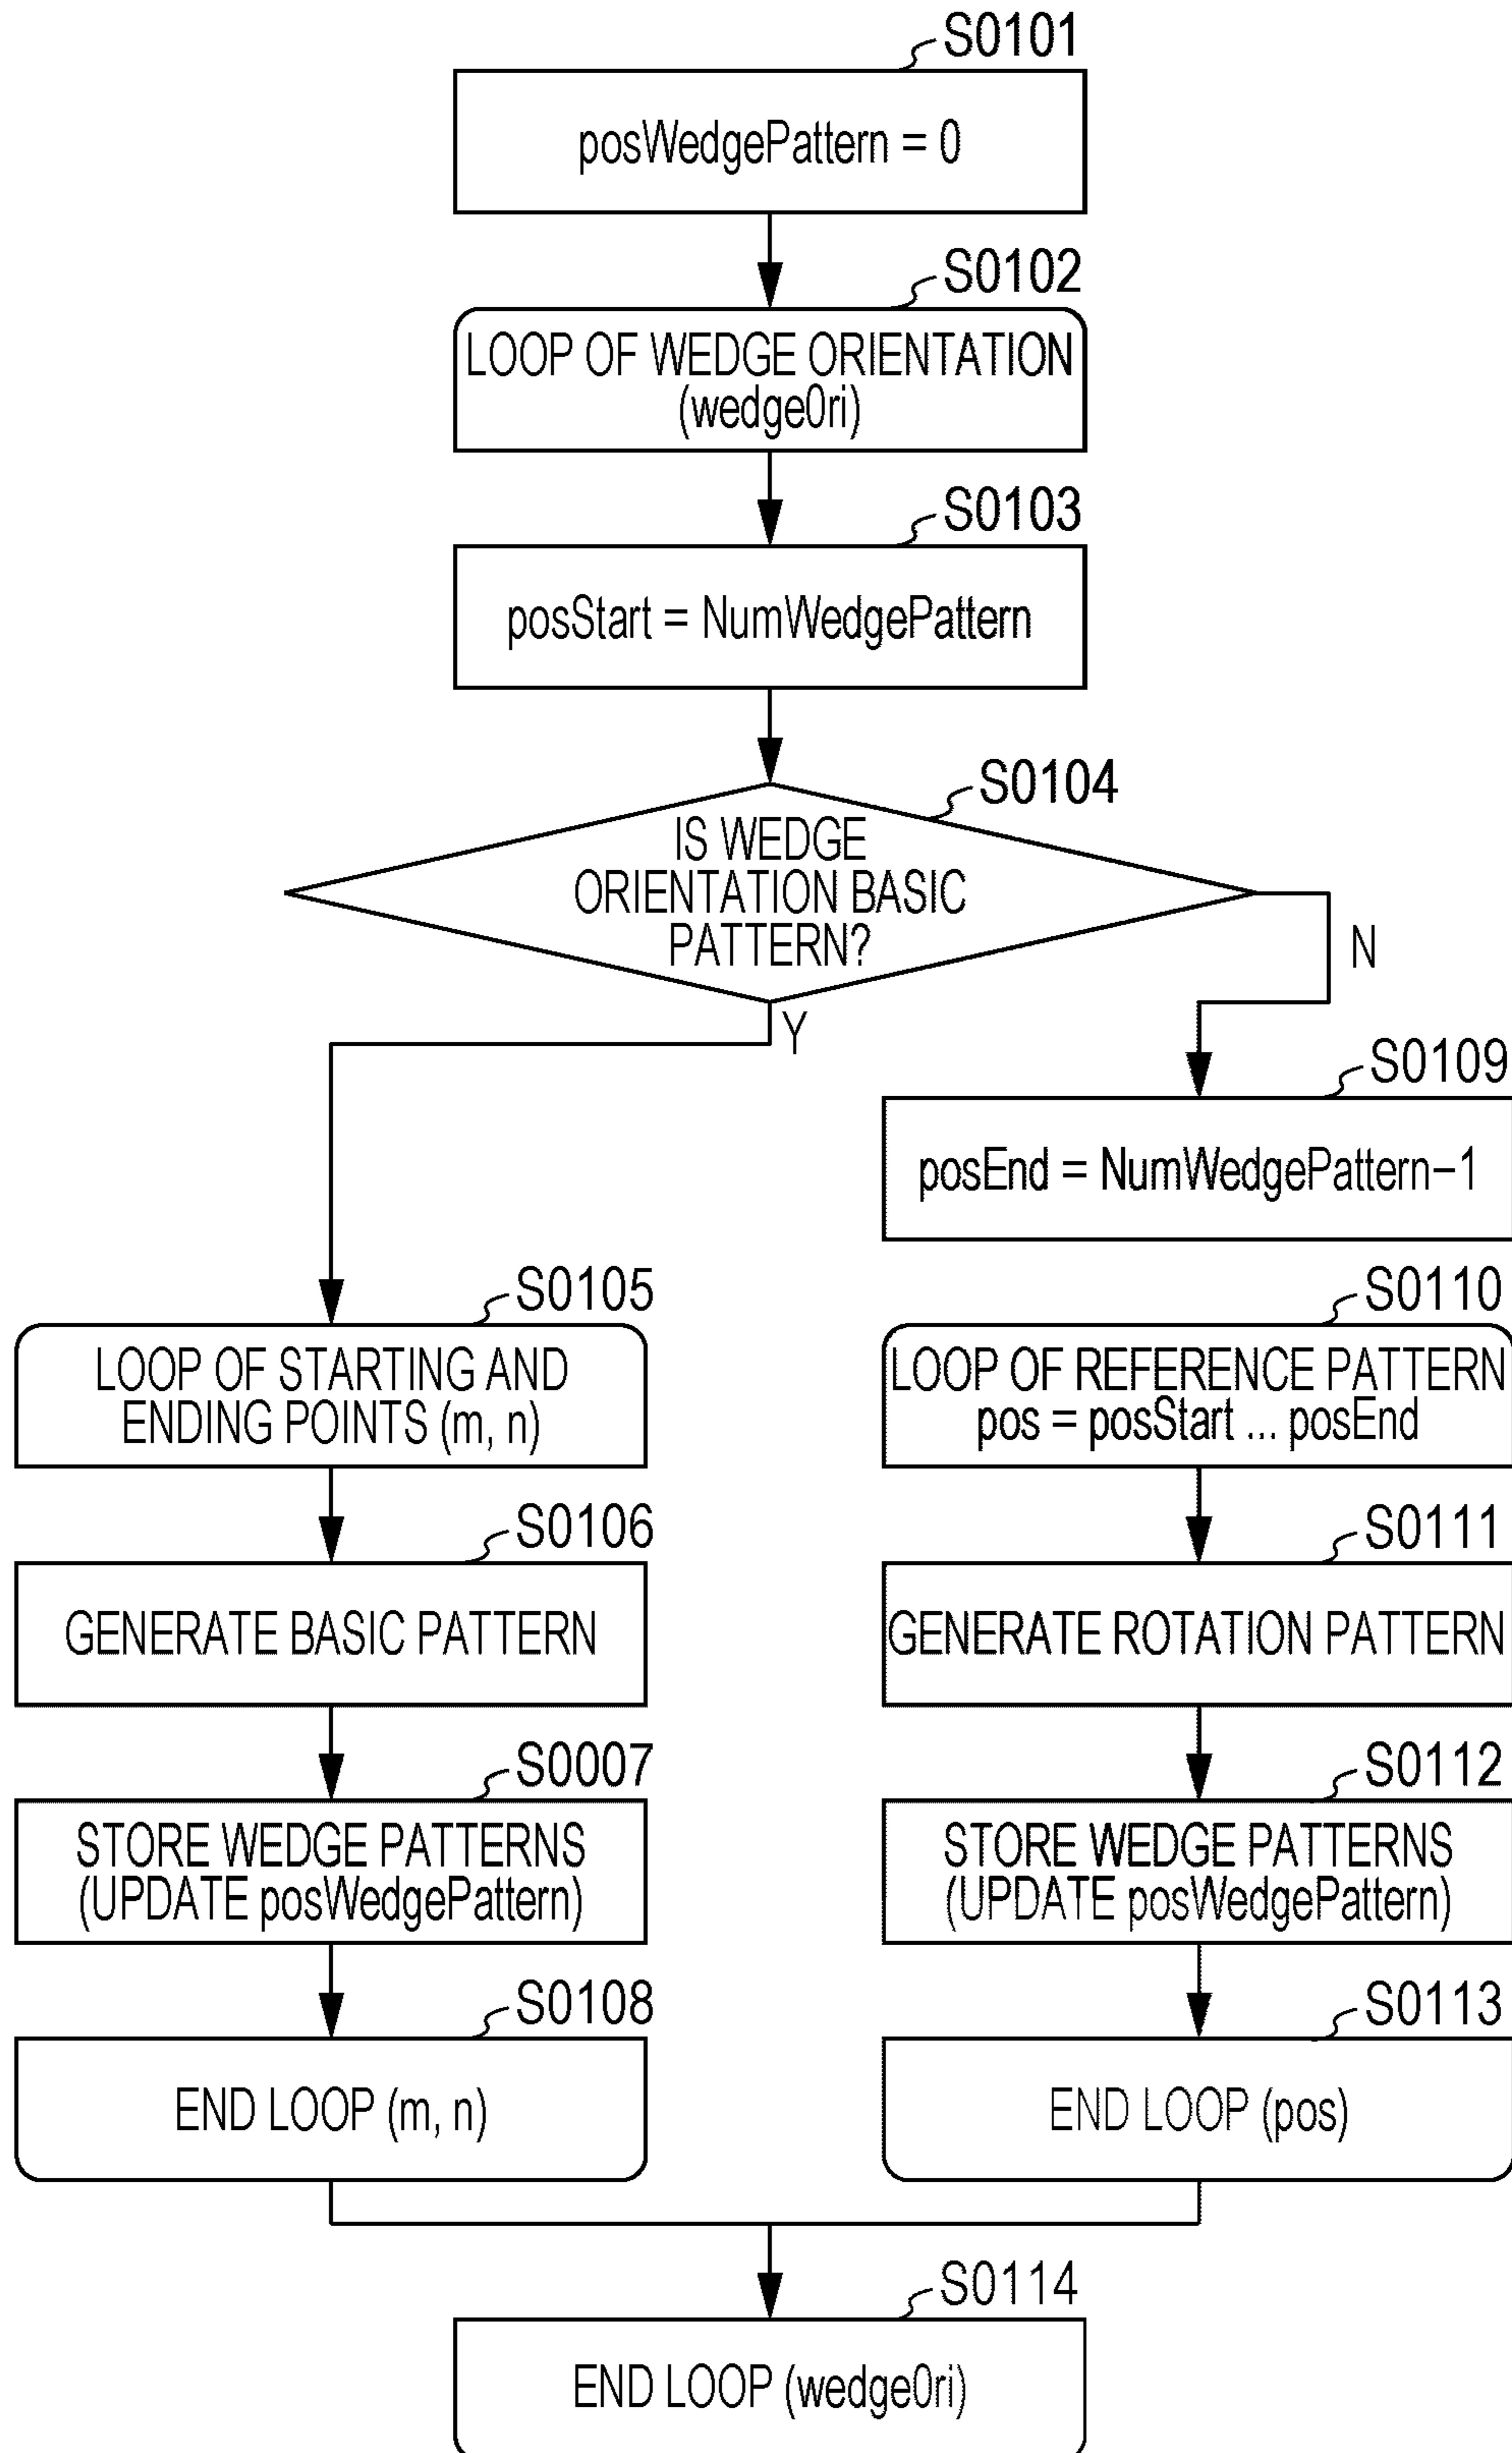 S0101
posWedgePattern = 0
S0102
LOOP OF WEDGE ORIENTATION
(wedge0ri)
S0103
posStart = NumWedgePattern
S0104
IS WEDGE
ORIENTATION BASIC
PATTERN?
N
Y
S0109
posEnd = NumWedgePattern−1
S0105
LOOP OF STARTING AND
ENDING POINTS (m, n)
S0106
GENERATE BASIC PATTERN
S0007
STORE WEDGE PATTERNS
(UPDATE posWedgePattern)
S0108
END LOOP (m, n)
S0110
LOOP OF REFERENCE PATTERN
pos = posStart ... posEnd
S0111
GENERATE ROTATION PATTERN
S0112
STORE WEDGE PATTERNS
(UPDATE posWedgePattern)
S0113
END LOOP (pos)
S0114
END LOOP (wedge0ri)